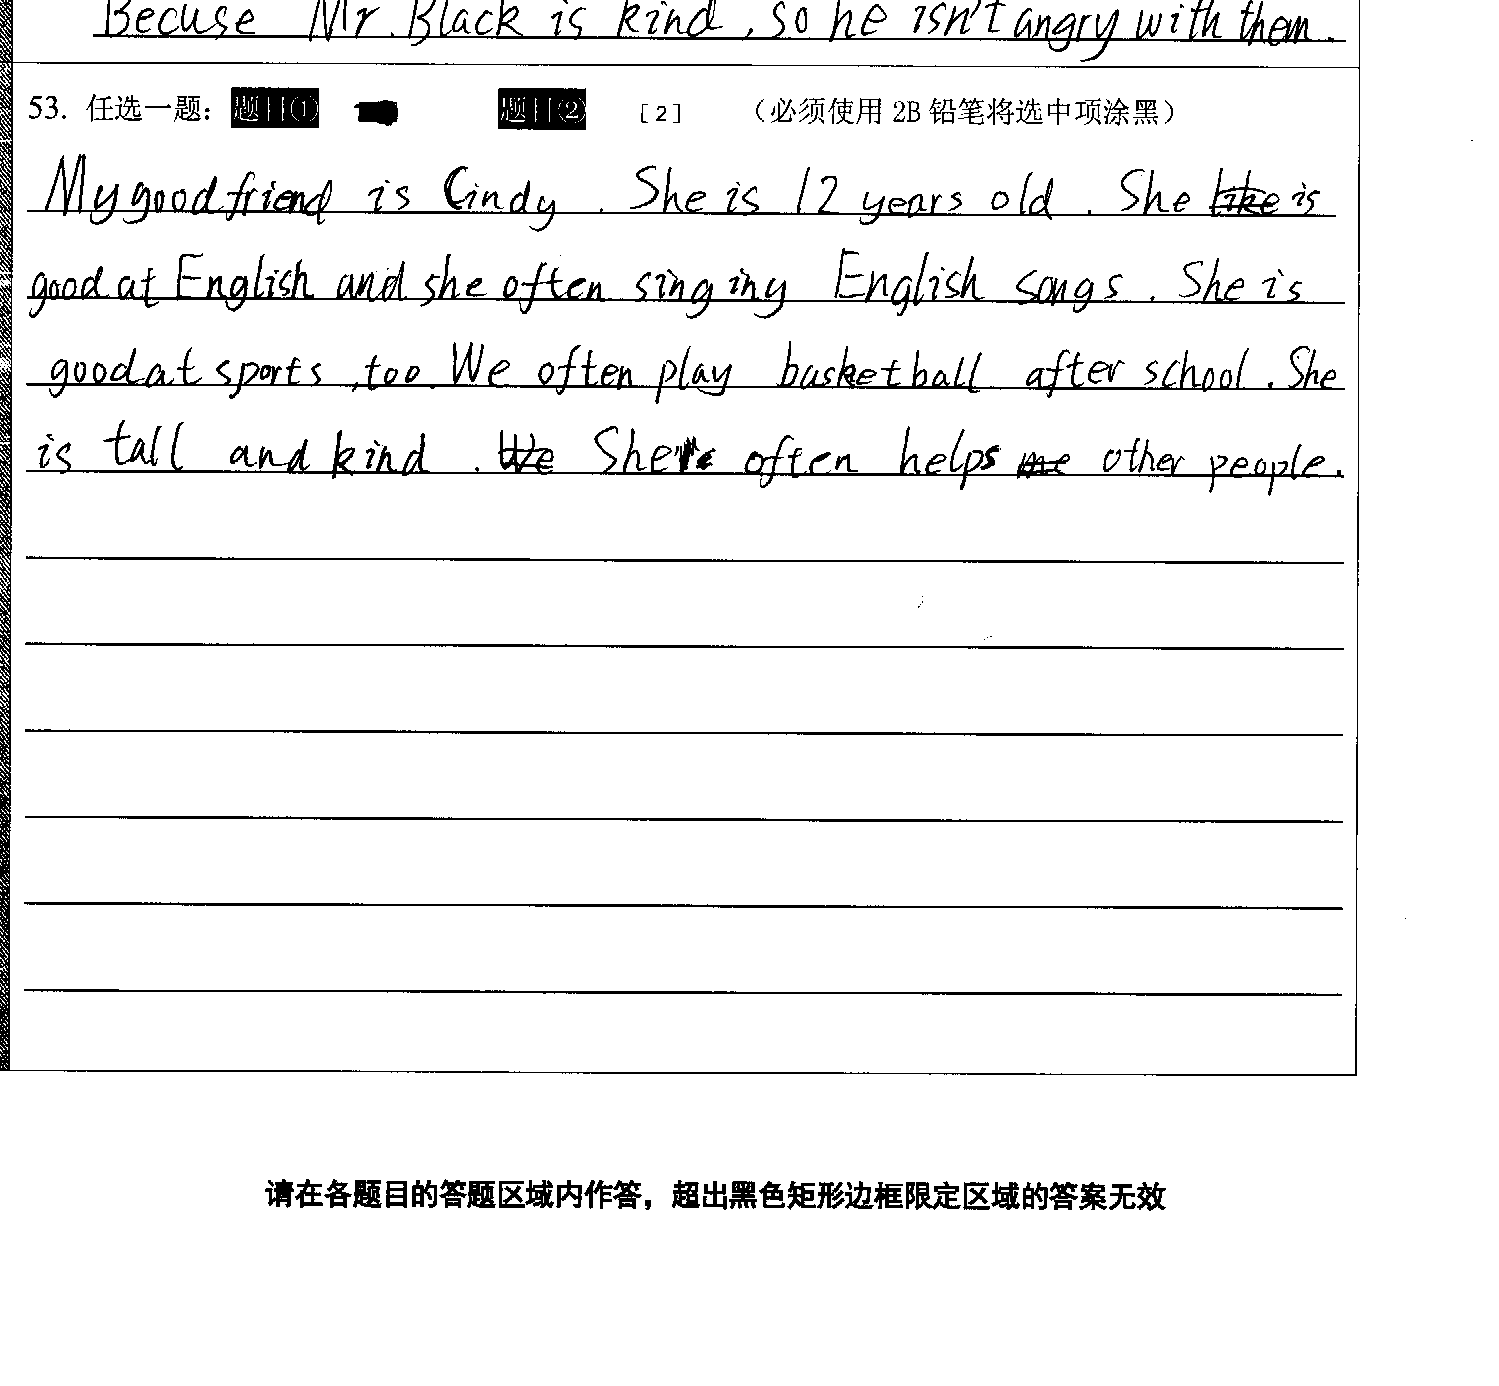 Becuse Mr. Black is kind, so he isn't angry with them.
53. 任选一题： 题目① 题目② [2] （必须使用 2B 铅笔将选中项涂黑）
My good friend is Cindy. She is 12 years old. She like is
good at English and she often singing English songs. She is
good at sports, too. We often play basketball after school. She
is tall and kind. We She often helps me other people.
请在各题目的答题区域内作答，超出黑色矩形边框限定区域的答案无效